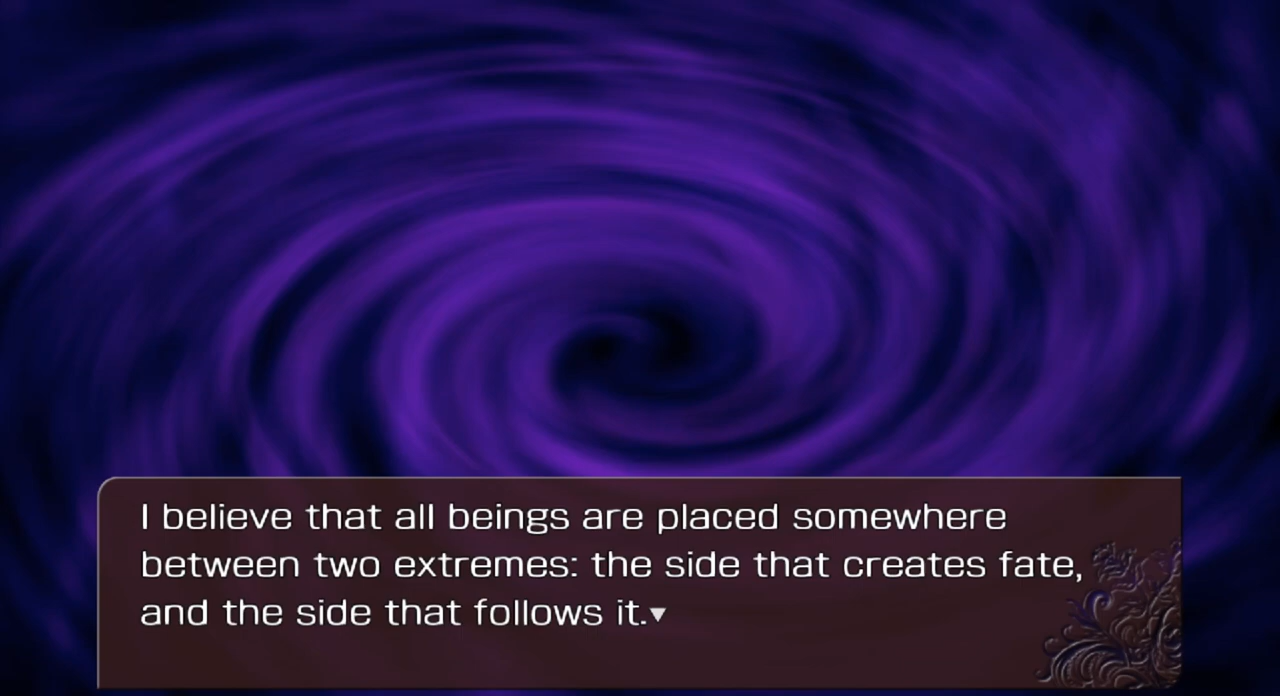 I believe that all beings are placed somewhere
between two extremes: the side that creates fate,
and the side that follows it.▼